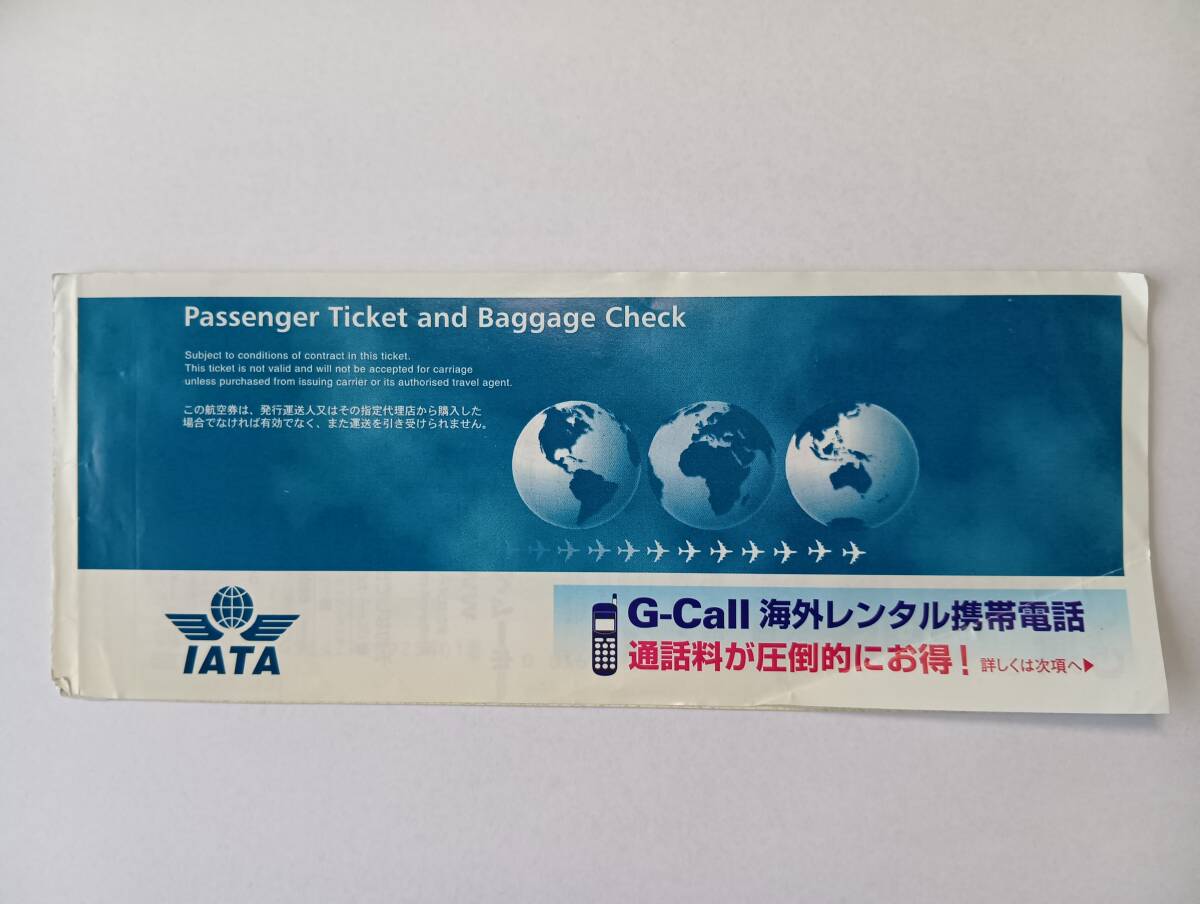 Passenger Ticket and Baggage Check
Subject to conditions of contract in this ticket.
This ticket is not valid and will not be accepted for carriage
unless purchased from issuing carrier or its authorised travel agent.
この航空券は、発行運送人又はその指定代理店から購入した
場合でなければ有効でなく、また運送を引き受けられません。
IATA
G-Call 海外レンタル携帯電話
通話料が圧倒的にお得！ 詳しくは次項へ▶